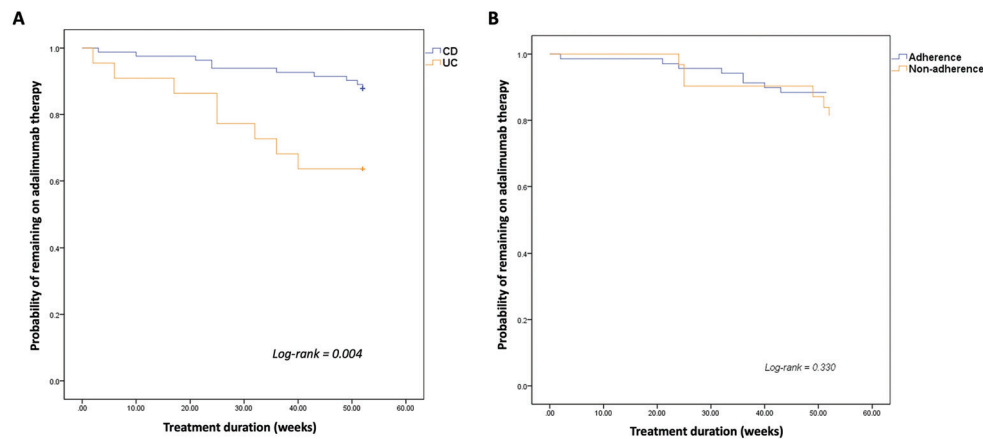 A
Probability of remaining on adalimumab therapy
1.0
0.8
0.6
0.4
0.2
0.0
CD
UC
Log-rank = 0.004
.00 10.00 20.00 30.00 40.00 50.00 60.00
Treatment duration (weeks)
B
Probability of remaining on adalimumab therapy
1.0
0.8
0.6
0.4
0.2
0.0
Adherence
Non-adherence
Log-rank = 0.330
.00 10.00 20.00 30.00 40.00 50.00 60.00
Treatment duration (weeks)